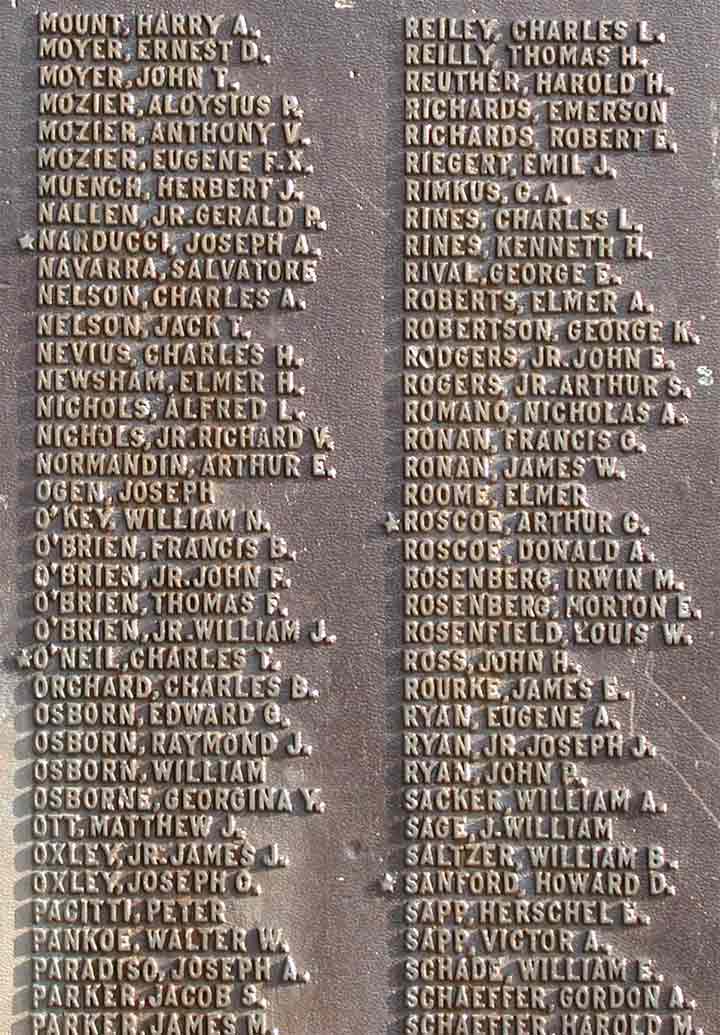 MOUNT, HARRY A.
MOYER, ERNEST D.
MOYER, JOHN T.
MOZIER, ALOYSIUS P.
MOZIER, ANTHONY V.
MOZIER, EUGENE F.X.
MUENCH, HERBERT J.
NALLEN, JR. GERALD P.
★ NARDUCCI, JOSEPH A.
NAVARRA, SALVATORE
NELSON, CHARLES A.
NELSON, JACK T.
NEVIUS, CHARLES H.
NEWSHAM, ELMER H.
NICHOLS, ALFRED L.
NICHOLS, JR. RICHARD V.
NORMANDIN, ARTHUR E.
OGEN, JOSEPH
O'KEY, WILLIAM N.
O'BRIEN, FRANCIS B.
O'BRIEN, JR. JOHN F.
O'BRIEN, THOMAS F.
O'BRIEN, JR. WILLIAM J.
★ O'NEIL, CHARLES T.
ORCHARD, CHARLES B.
OSBORN, EDWARD G.
OSBORN, RAYMOND J.
OSBORN, WILLIAM
OSBORNE, GEORGINA Y.
OTT, MATTHEW J.
OXLEY, JR. JAMES J.
OXLEY, JOSEPH O.
PACITTI, PETER
PANKOE, WALTER W.
PARADISO, JOSEPH A.
PARKER, JACOB S.
PARKER, JAMES M.
REILEY, CHARLES L.
REILLY, THOMAS H.
REUTHER, HAROLD H.
RICHARDS, EMERSON
RICHARDS, ROBERT E.
RIEGERT, EMIL J.
RIMKUS, G.A.
RINES, CHARLES L.
RINES, KENNETH H.
RIVAL, GEORGE E.
ROBERTS, ELMER A.
ROBERTSON, GEORGE K.
RODGERS, JR. JOHN E.
ROGERS, JR. ARTHUR S.
ROMANO, NICHOLAS A.
RONAN, FRANCIS G.
RONAN, JAMES W.
ROOME, ELMER
★ ROSCOE, ARTHUR G.
ROSCOE, DONALD A.
ROSENBERG, IRWIN M.
ROSENBERG, MORTON E.
ROSENFIELD, LOUIS W.
ROSS, JOHN H.
ROURKE, JAMES E.
RYAN, EUGENE A.
RYAN, JR. JOSEPH J.
RYAN, JOHN P.
SACKER, WILLIAM A.
SAGE, J. WILLIAM
SALTZER, WILLIAM B.
★ SANFORD, HOWARD D.
SAPP, HERSCHEL E.
SAPP, VICTOR A.
SCHADE, WILLIAM E.
SCHAEFFER, GORDON A.
SCHAEFFER, HAROLD M.